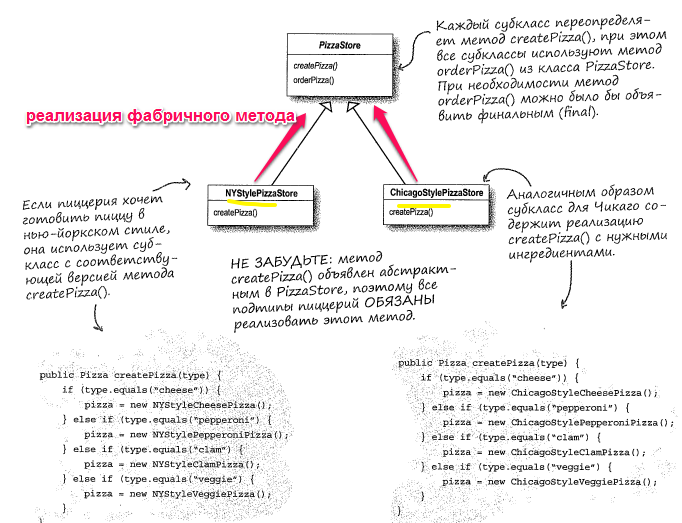 PizzaStore
createPizza()
orderPizza()
Каждый субкласс переопределя-
ет метод createPizza(), при этом
все субклассы используют метод
orderPizza() из класса PizzaStore.
При необходимости метод
orderPizza() можно было бы объя-
вить финальным (final).
реализация фабричного метода
NYStylePizzaStore
createPizza()
ChicagoStylePizzaStore
createPizza()
Если пиццерия хочет
готовить пиццу в
нью-йоркском стиле,
она использует суб-
класс с соответству-
ющей версией метода
createPizza().
НЕ ЗАБУДЬТЕ: метод
createPizza() объявлен абстракт-
ным в PizzaStore, поэтому все
подтипы пиццерий ОБЯЗАНЫ
реализовать этот метод.
Аналогичным образом
субкласс для Чикаго со-
держит реализацию
createPizza() с нужными
ингредиентами.
public Pizza createPizza(type) {
if (type.equals("cheese")) {
pizza = new NYStyleCheesePizza();
} else if (type.equals("pepperoni") {
pizza = new NYStylePepperoniPizza();
} else if (type.equals("clam") {
pizza = new NYStyleClamPizza();
} else if (type.equals("veggie") {
pizza = new NYStyleVeggiePizza();
}
}
public Pizza createPizza(type) {
if (type.equals("cheese")) {
pizza = new ChicagoStyleCheesePizza();
} else if (type.equals("pepperoni") {
pizza = new ChicagoStylePepperoniPizza();
} else if (type.equals("clam") {
pizza = new ChicagoStyleClamPizza();
} else if (type.equals("veggie") {
pizza = new ChicagoStyleVeggiePizza();
}
}